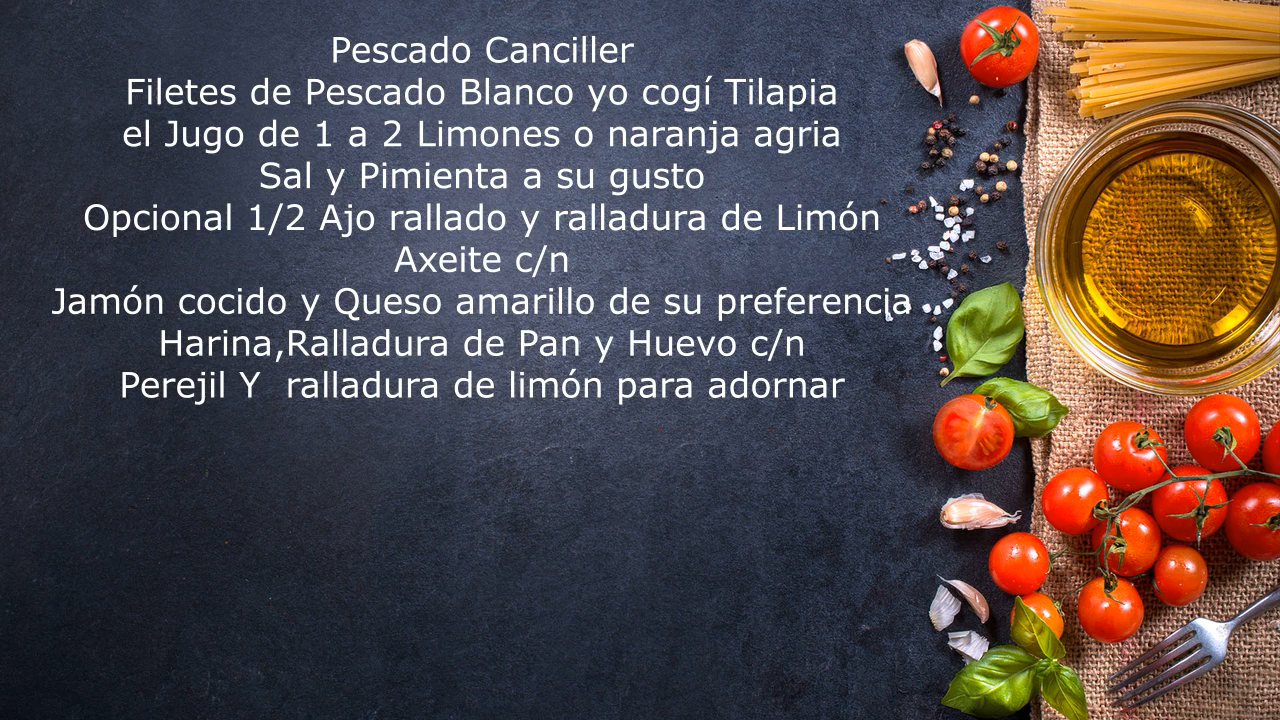 Pescado Canciller
Filetes de Pescado Blanco yo cogí Tilapia
el Jugo de 1 a 2 Limones o naranja agria
Sal y Pimienta a su gusto
Opcional 1/2 Ajo rallado y ralladura de Limón
Axeite c/n
Jamón cocido y Queso amarillo de su preferencia
Harina,Ralladura de Pan y Huevo c/n
Perejil Y  ralladura de limón para adornar